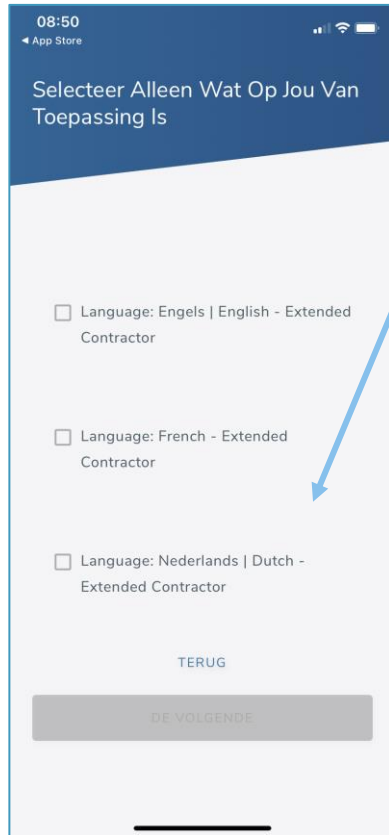 08:50
◀ App Store
Selecteer Alleen Wat Op Jou Van
Toepassing Is
Language: Engels | English - Extended
Contractor
Language: French - Extended
Contractor
Language: Nederlands | Dutch -
Extended Contractor
TERUG
DE VOLGENDE